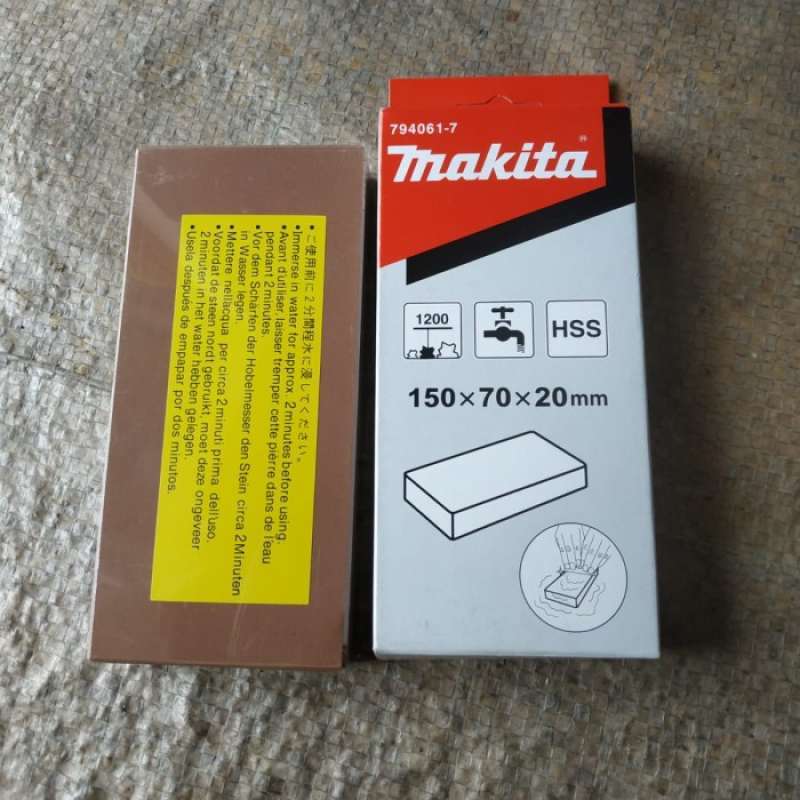 • ご使用前に2分間程水に浸してください。
• Immerse in water for approx. 2 minutes before using.
• Avant d'utiliser, laisser tremper cette pièrre dans de l'eau
pendant 2 minutes.
• Vor dem Schärfen der Hobelmesser den Stein circa 2 Minuten
in Wasser legen.
• Mettere nell'acqua per circa 2 minuti prima dell'uso.
• Voordat de steen nordt gebruikt, moet deze ongeveer
2 minuten in het water hebben gelegen.
• Usela despues de empapar por dos minutos.
794061-7
makita®
1200
HSS
150×70×20mm